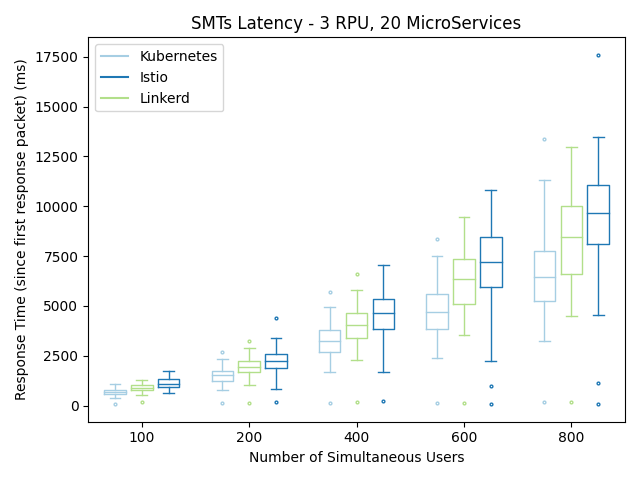 SMTs Latency - 3 RPU, 20 MicroServices
Response Time (since first response packet) (ms)
17500
15000
12500
10000
7500
5000
2500
0
Kubernetes
Istio
Linkerd
100 200 400 600 800
Number of Simultaneous Users